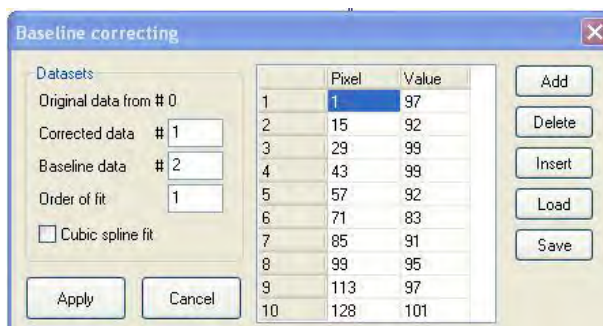 Baseline correcting
Datasets
Original data from # 0
Corrected data # 1
Baseline data # 2
Order of fit 1
Cubic spline fit
Apply Cancel
Pixel Value
1 1 97
2 15 92
3 29 99
4 43 99
5 57 92
6 71 83
7 85 91
8 99 95
9 113 97
10 128 101
Add
Delete
Insert
Load
Save